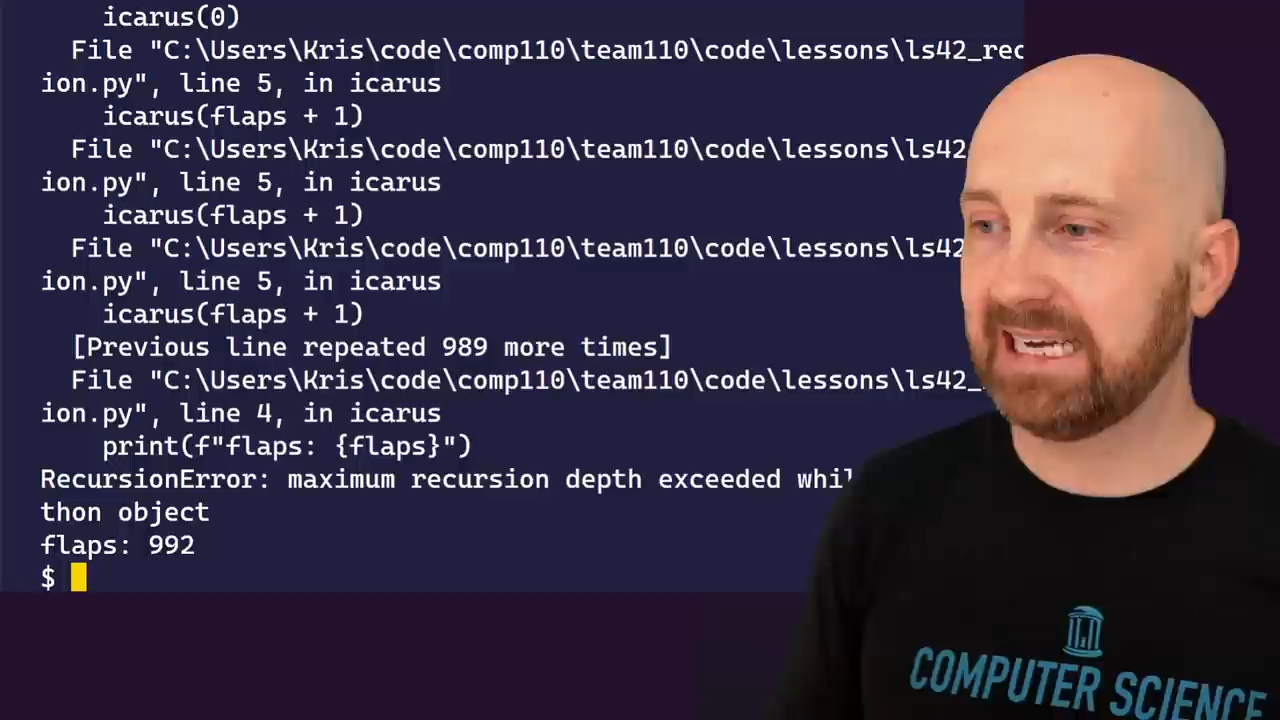 icarus(0)
File "C:\Users\Kris\code\comp110\team110\code\lessons\ls42_rec
ion.py", line 5, in icarus
icarus(flaps + 1)
File "C:\Users\Kris\code\comp110\team110\code\lessons\ls42
ion.py", line 5, in icarus
icarus(flaps + 1)
File "C:\Users\Kris\code\comp110\team110\code\lessons\ls42
ion.py", line 5, in icarus
icarus(flaps + 1)
[Previous line repeated 989 more times]
File "C:\Users\Kris\code\comp110\team110\code\lessons\ls42_
ion.py", line 4, in icarus
print(f"flaps: {flaps}")
RecursionError: maximum recursion depth exceeded whil
thon object
flaps: 992
$
COMPUTER SCIENCE